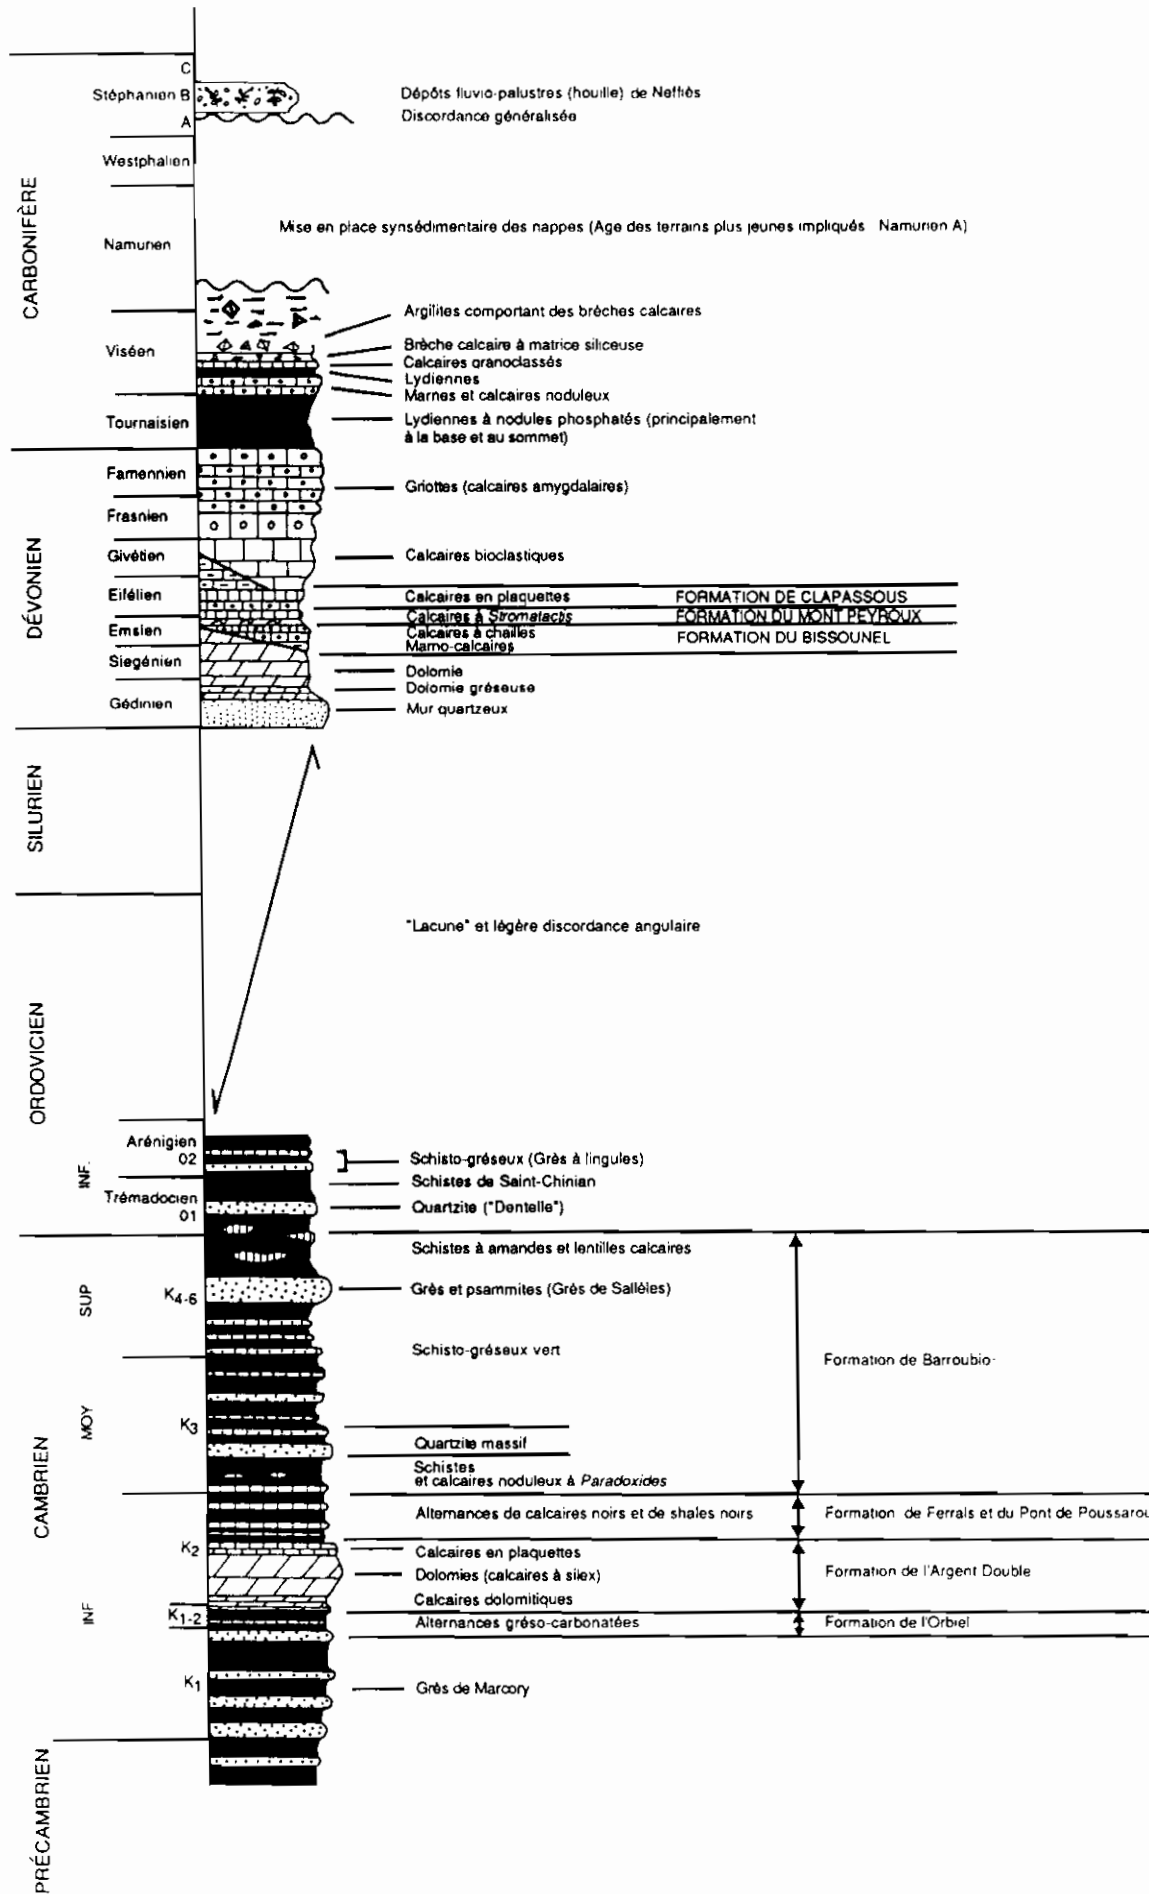 C
Stéphanien B
A
Dépôts fluvio-palustres (houille) de Neffiès
Discordance généralisée
Westphalien
CARBONIFÈRE
Namurien
Mise en place synsédimentaire des nappes (Age des terrains plus jeunes impliqués Namurien A)
Argilites comportant des brèches calcaires
Viséen
Brèche calcaire à matrice siliceuse
Calcaires granoclassés
Lydiennes
Marnes et calcaires noduleux
Tournaisien
Lydiennes à nodules phosphatés (principalement
à la base et au sommet)
DÉVONIEN
Famennien
Griottes (calcaires amygdalaires)
Frasnien
Givétien
Calcaires bioclastiques
Eifélien
Calcaires en plaquettes FORMATION DE CLAPASSOUS
Calcaires à Stromatactis FORMATION DU MONT PEYROUX
Emsien
Calcaires à chailles FORMATION DU BISSOUNEL
Marno-calcaires
Siegénien
Dolomie
Dolomie gréseuse
Gédinien
Mur quartzeux
SILURIEN
"Lacune" et légère discordance angulaire
ORDOVICIEN
INF.
Arénigien
02
Schisto-gréseux (Grès à lingules)
Schistes de Saint-Chinian
Trémadocien
01
Quartzite ("Dentelle")
CAMBRIEN
SUP
Schistes à amandes et lentilles calcaires
K4-6
Grès et psammites (Grès de Sallèles)
Schisto-gréseux vert
Formation de Barroubio-
MOY
K3
Quartzite massif
Schistes
et calcaires noduleux à Paradoxides
INF
Alternances de calcaires noirs et de shales noirs Formation de Ferrals et du Pont de Poussarou
K2
Calcaires en plaquettes
Dolomies (calcaires à silex) Formation de l'Argent Double
Calcaires dolomitiques
K1-2
Alternances gréso-carbonatées Formation de l'Orbiel
K1
Grès de Marcory
PRÉCAMBRIEN